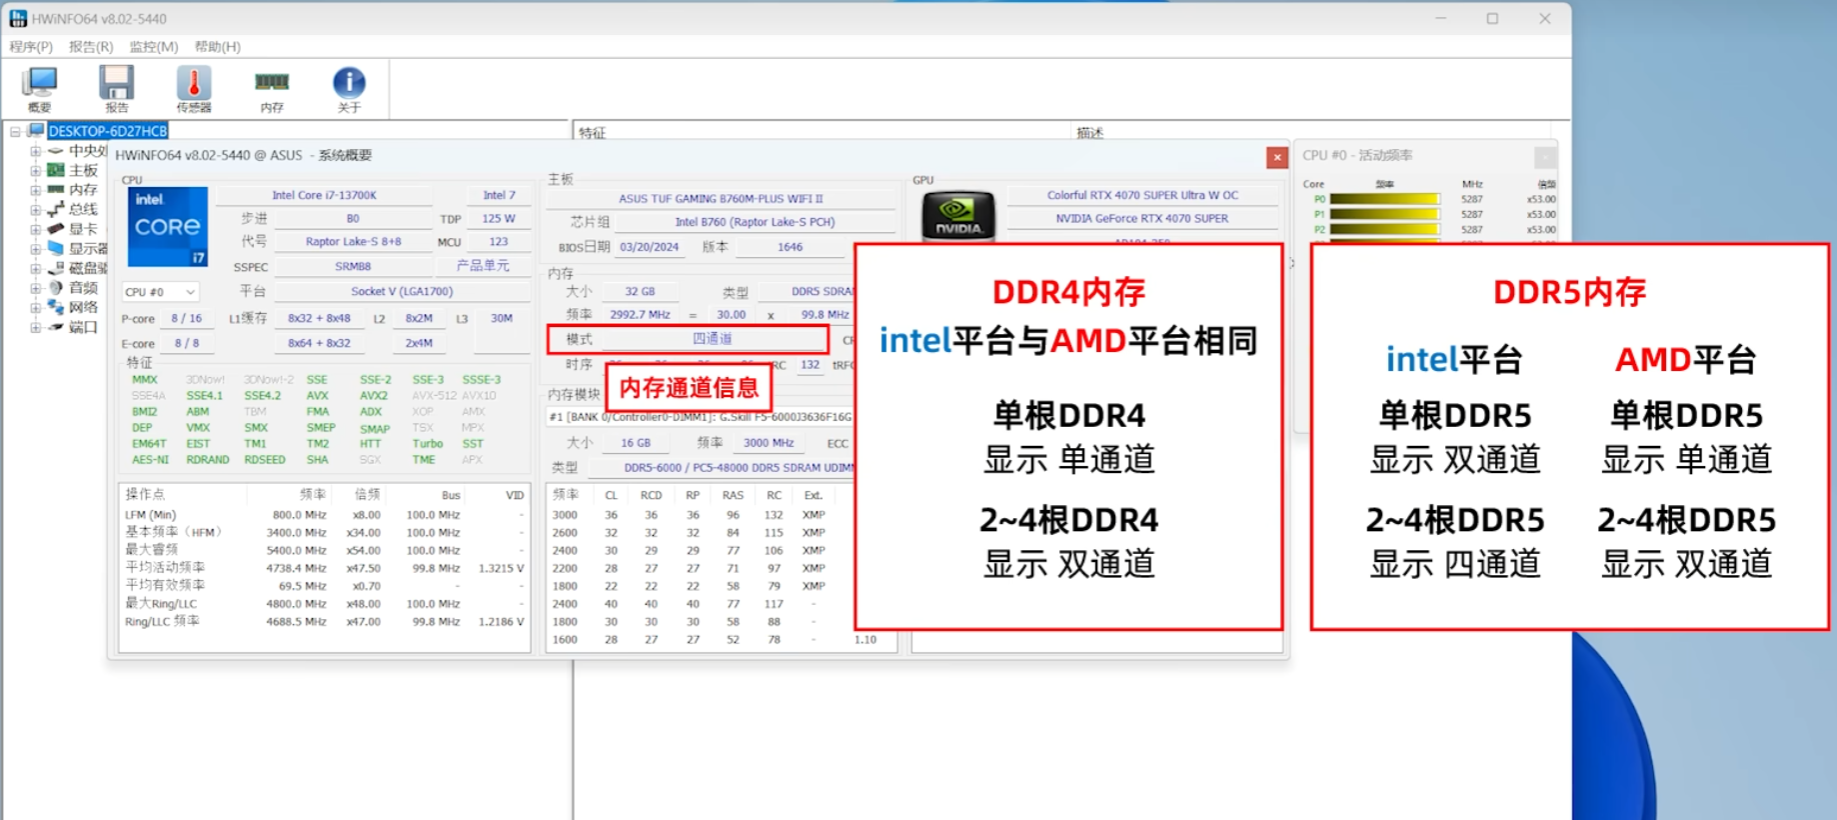 HWiNFO64 v8.02-5440
程序(P) 报告(R) 监控(M) 帮助(H)
概要 报告 传感器 内存 关于
DESKTOP-6D27HCB
中央处
主板
内存
总线
显卡
显示器
磁盘驱
音频
网络
端口
特征 描述
HWiNFO64 v8.02-5440 @ ASUS - 系统概要
CPU
intel
CORE
i7
Intel Core i7-13700K Intel 7
步进 B0 TDP 125 W
代号 Raptor Lake-S 8+8 MCU 123
SSPEC SRMB8 产品单元
CPU #0 平台 Socket V (LGA1700)
P-core 8 / 16 L1缓存 8x32 + 8x48 L2 8x2M L3 30M
E-core 8 / 8 8x64 + 8x32 2x4M
特征
MMX 3DNow! 3DNow!-2 SSE SSE-2 SSE-3 SSSE-3
SSE4A SSE4.1 SSE4.2 AVX AVX2 AVX-512 AVX10
BMI2 ABM TBM FMA ADX XOP AMX
DEP VMX SMX SMEP SMAP TSX MPX
EM64T EIST TM1 TM2 HTT Turbo SST
AES-NI RDRAND RDSEED SHA SGX TME APX
操作点 频率 倍频 Bus VID
LFM (Min) 800.0 MHz x8.00 100.0 MHz -
基本频率（HFM） 3400.0 MHz x34.00 100.0 MHz -
最大睿频 5400.0 MHz x54.00 100.0 MHz -
平均活动频率 4738.4 MHz x47.50 99.8 MHz 1.3215 V
平均有效频率 69.5 MHz x0.70 - -
最大Ring/LLC 4800.0 MHz x48.00 100.0 MHz -
Ring/LLC 频率 4688.5 MHz x47.00 99.8 MHz 1.2186 V
主板
ASUS TUF GAMING B760M-PLUS WIFI II
芯片组 Intel B760 (Raptor Lake-S PCH)
BIOS日期 03/20/2024 版本 1646
内存
大小 32 GB 类型 DDR5 SDRA
频率 2992.7 MHz = 30.00 x 99.8 MHz
模式 四通道
时序 RC 132 tRFC
内存通道信息
内存模块
#1 [BANK 0/Controller0-DIMM1]: G.Skill F5-6000J3636F16G
大小 16 GB 频率 3000 MHz ECC
类型 DDR5-6000 / PC5-48000 DDR5 SDRAM UDIMM
频率 CL RCD RP RAS RC Ext.
3000 36 36 36 96 132 XMP
2600 32 32 32 84 115 XMP
2400 30 29 29 77 106 XMP
2200 28 27 27 71 97 XMP
1800 22 22 22 58 79 XMP
2400 40 40 40 77 117 -
1800 30 30 30 58 88 -
1600 28 27 27 52 78 - 1.10
GPU
NVIDIA.
Colorful RTX 4070 SUPER Ultra W OC
NVIDIA GeForce RTX 4070 SUPER
CPU #0 - 活动频率
Core 频率 MHz 倍频
P0 5287 x53.00
P1 5287 x53.00
P2 5287 x53.00
DDR4内存
intel平台与AMD平台相同
单根DDR4
显示 单通道
2~4根DDR4
显示 双通道
DDR5内存
intel平台 AMD平台
单根DDR5 单根DDR5
显示 双通道 显示 单通道
2~4根DDR5 2~4根DDR5
显示 四通道 显示 双通道